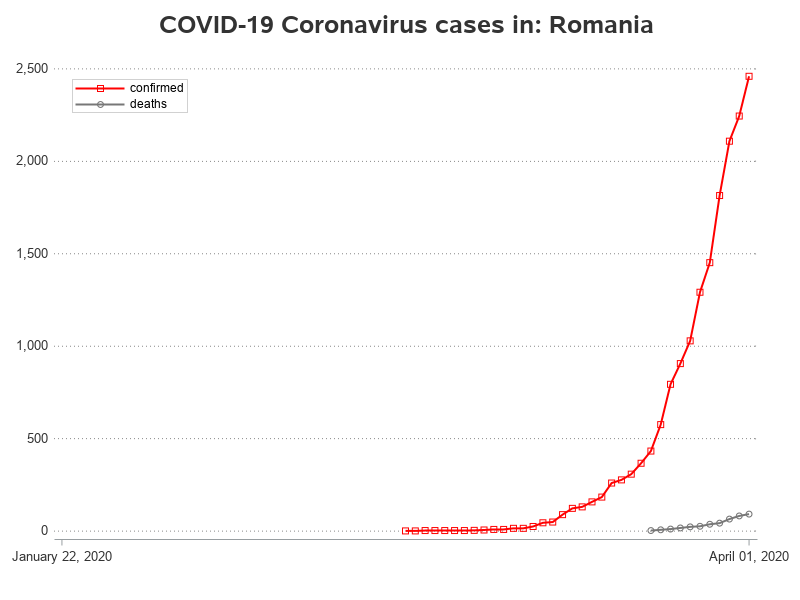 COVID-19 Coronavirus cases in: Romania
2,500
confirmed
deaths
2,000
1,500
1,000
500
0
January 22, 2020 April 01, 2020